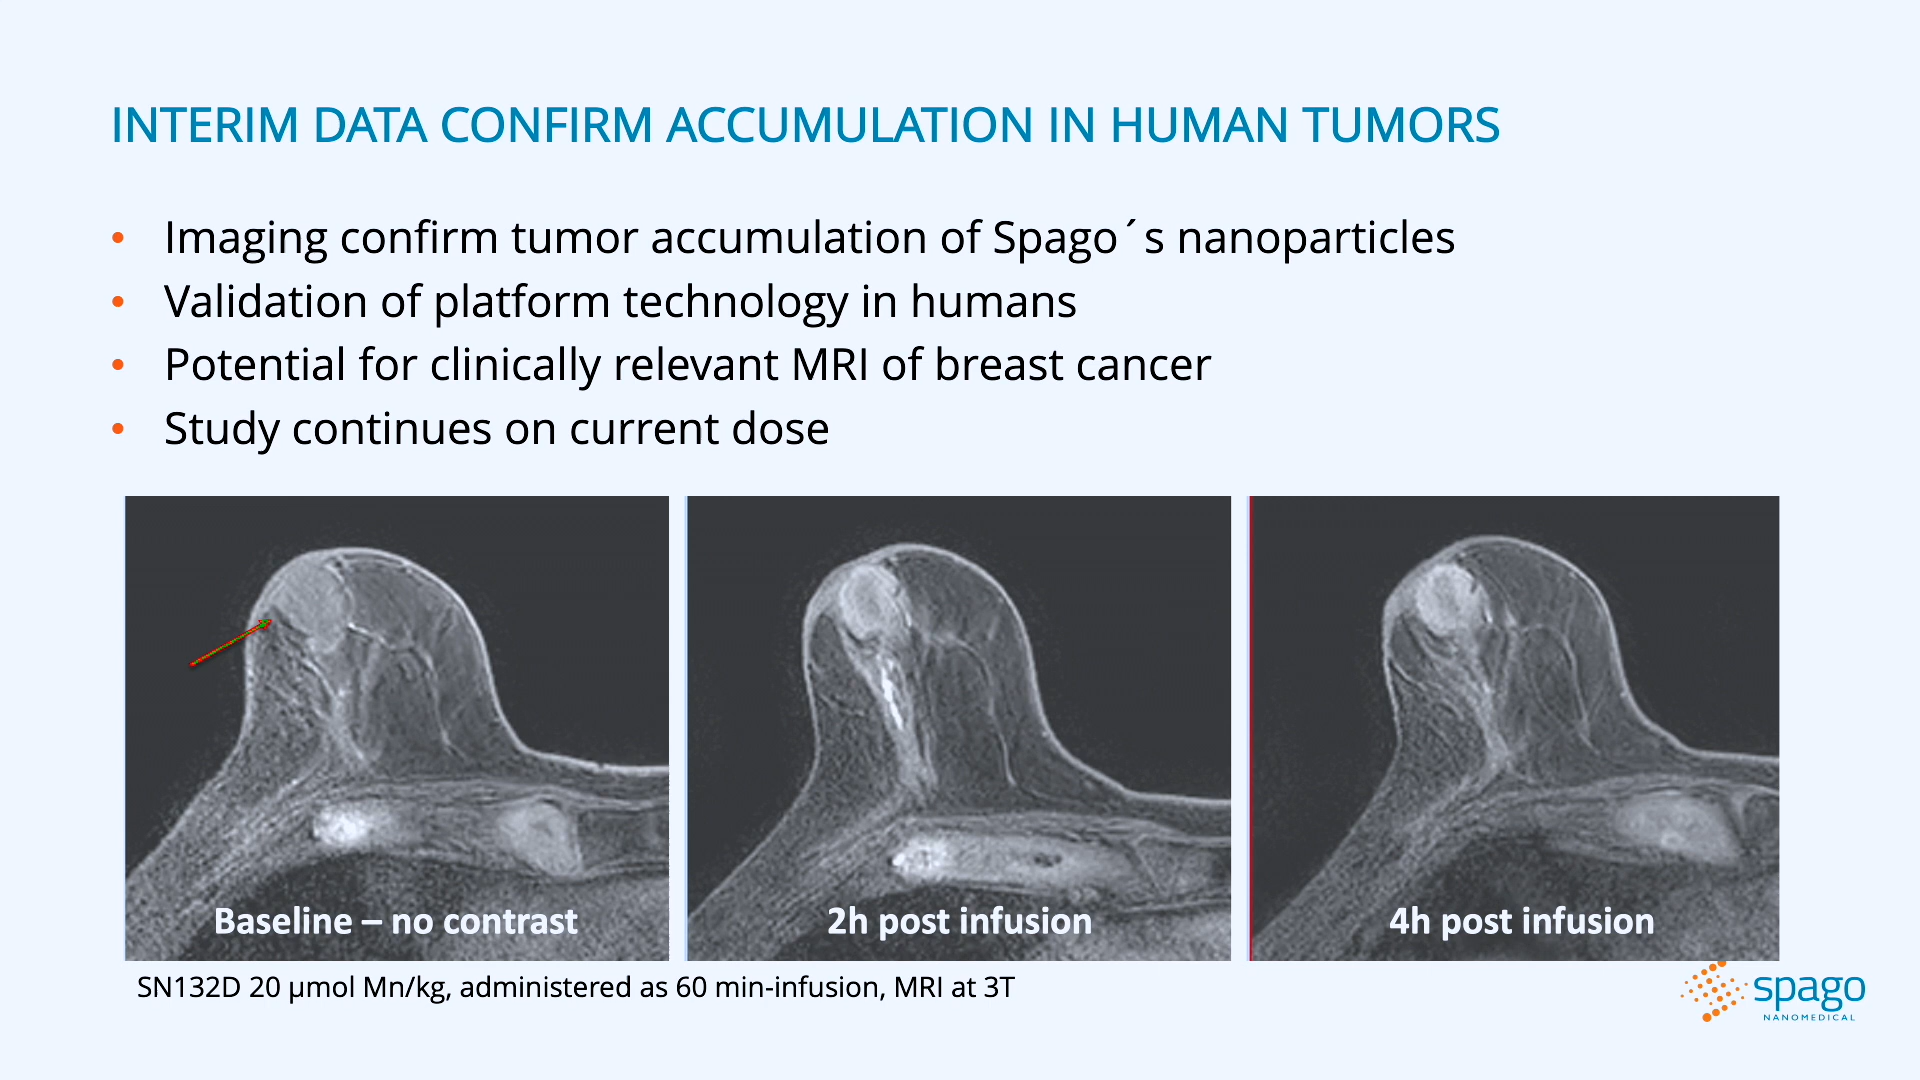 INTERIM DATA CONFIRM ACCUMULATION IN HUMAN TUMORS
• Imaging confirm tumor accumulation of Spago´s nanoparticles
• Validation of platform technology in humans
• Potential for clinically relevant MRI of breast cancer
• Study continues on current dose
Baseline – no contrast
2h post infusion
4h post infusion
SN132D 20 µmol Mn/kg, administered as 60 min-infusion, MRI at 3T
spago
NANOMEDICAL